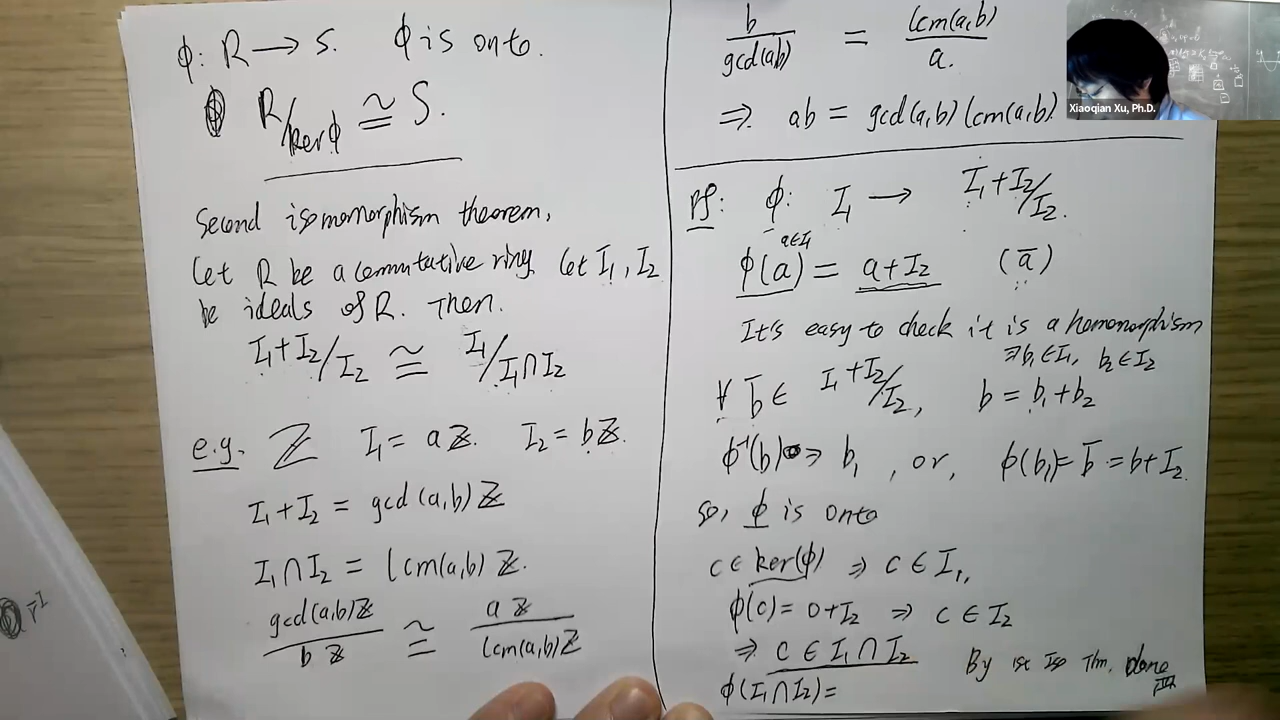 ϕ: R → S. ϕ is onto.
R/kerϕ ≅ S.
Second isomomorphism theorem,
Let R be a commutative ring. Let I₁, I₂
be ideals of R. Then.
I₁+I₂/I₂ ≅ I₁/I₁∩I₂
e.g. ℤ I₁ = aℤ. I₂ = bℤ.
I₁+I₂ = gcd(a,b)ℤ
I₁∩I₂ = lcm(a,b)ℤ.
gcd(a,b)ℤ / bℤ ≅ aℤ / lcm(a,b)ℤ
b / gcd(a,b) = lcm(a,b) / a.
⇒ ab = gcd(a,b) lcm(a,b).
Pf: ϕ: I₁ → I₁+I₂/I₂.
a∈I₁
ϕ(a) = a+I₂ (a̅)
It's easy to check it is a homomorphism
∃ b₁∈I₁, b₂∈I₂
∀ b̅ ∈ I₁+I₂/I₂, b = b₁+b₂
ϕ⁻¹(b) ⇒ b₁, or, ϕ(b₁) = b̅ = b+I₂.
so, ϕ is onto
c ∈ ker(ϕ) ⇒ c ∈ I₁,
ϕ(c) = 0+I₂ ⇒ c ∈ I₂
⇒ c ∈ I₁∩I₂
By 1st Iso Thm, done
ϕ(I₁∩I₂) =
Xiaoqian Xu, Ph.D.